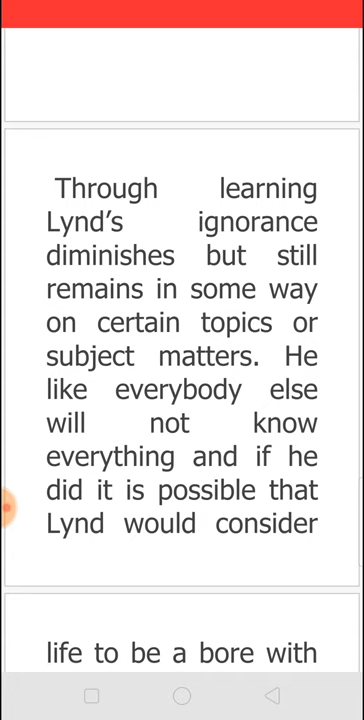 Through learning
Lynd’s ignorance
diminishes but still
remains in some way
on certain topics or
subject matters. He
like everybody else
will not know
everything and if he
did it is possible that
Lynd would consider
life to be a bore with